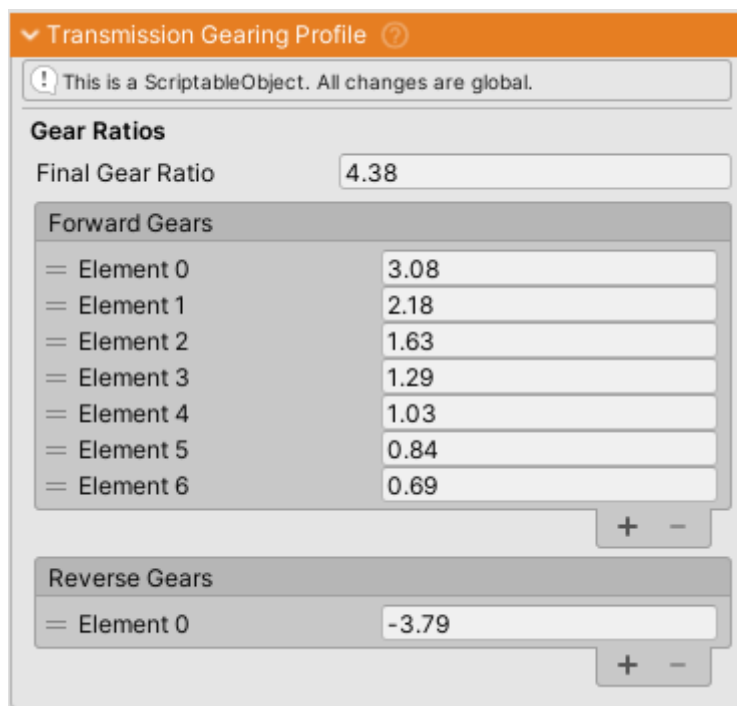 Transmission Gearing Profile ?
! This is a ScriptableObject. All changes are global.
Gear Ratios
Final Gear Ratio 4.38
Forward Gears
= Element 0 3.08
= Element 1 2.18
= Element 2 1.63
= Element 3 1.29
= Element 4 1.03
= Element 5 0.84
= Element 6 0.69
+ −
Reverse Gears
= Element 0 -3.79
+ −